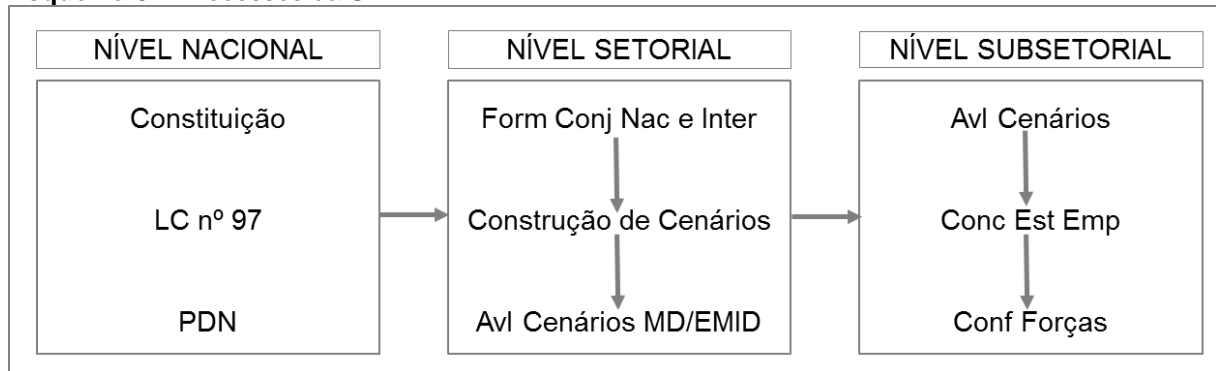 NÍVEL NACIONAL
Constituição
LC nº 97
PDN
NÍVEL SETORIAL
Form Conj Nac e Inter
Construção de Cenários
Avl Cenários MD/EMID
NÍVEL SUBSETORIAL
Avl Cenários
Conc Est Emp
Conf Forças